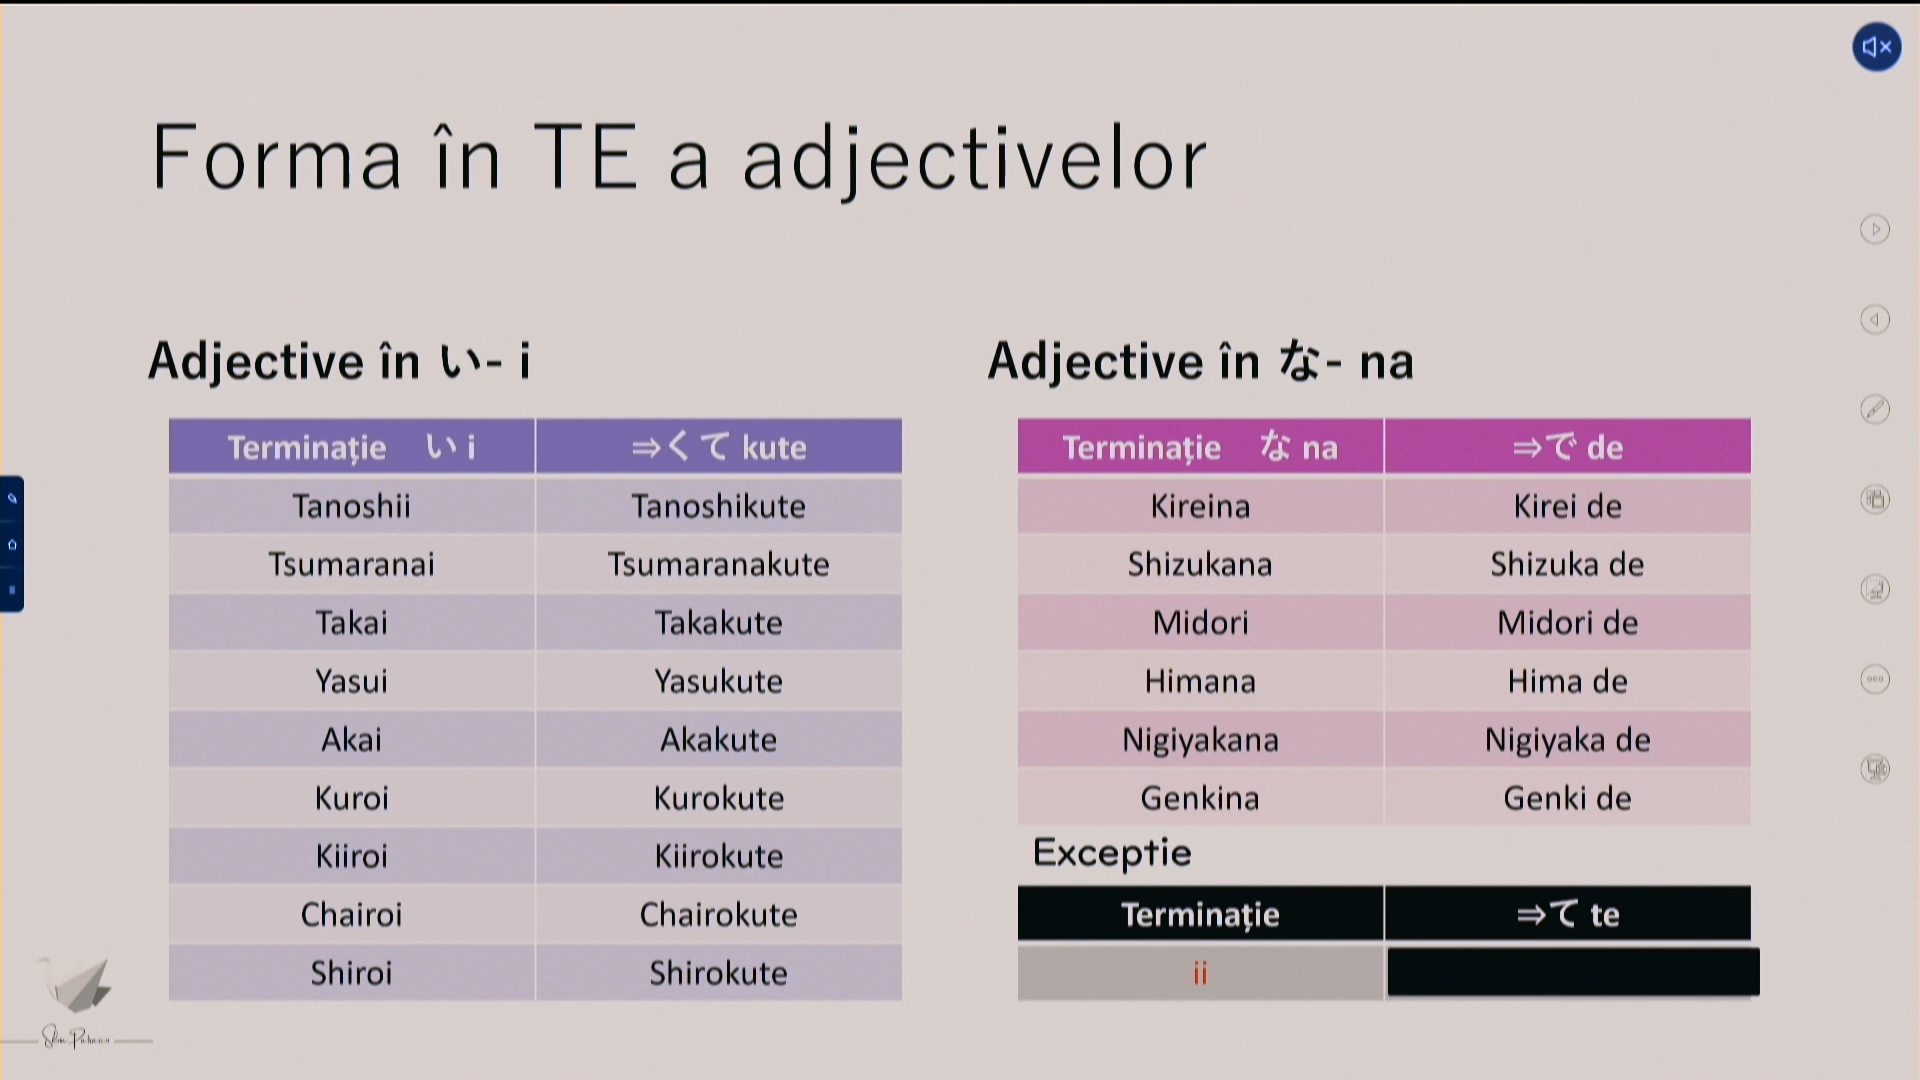 Forma în TE a adjectivelor
Adjective în い- i
Terminație い i ⇒くて kute
Tanoshii Tanoshikute
Tsumaranai Tsumaranakute
Takai Takakute
Yasui Yasukute
Akai Akakute
Kuroi Kurokute
Kiiroi Kiirokute
Chairoi Chairokute
Shiroi Shirokute
Adjective în な- na
Terminație な na ⇒で de
Kireina Kirei de
Shizukana Shizuka de
Midori Midori de
Himana Hima de
Nigiyakana Nigiyaka de
Genkina Genki de
Exceptie
Terminație ⇒て te
ii